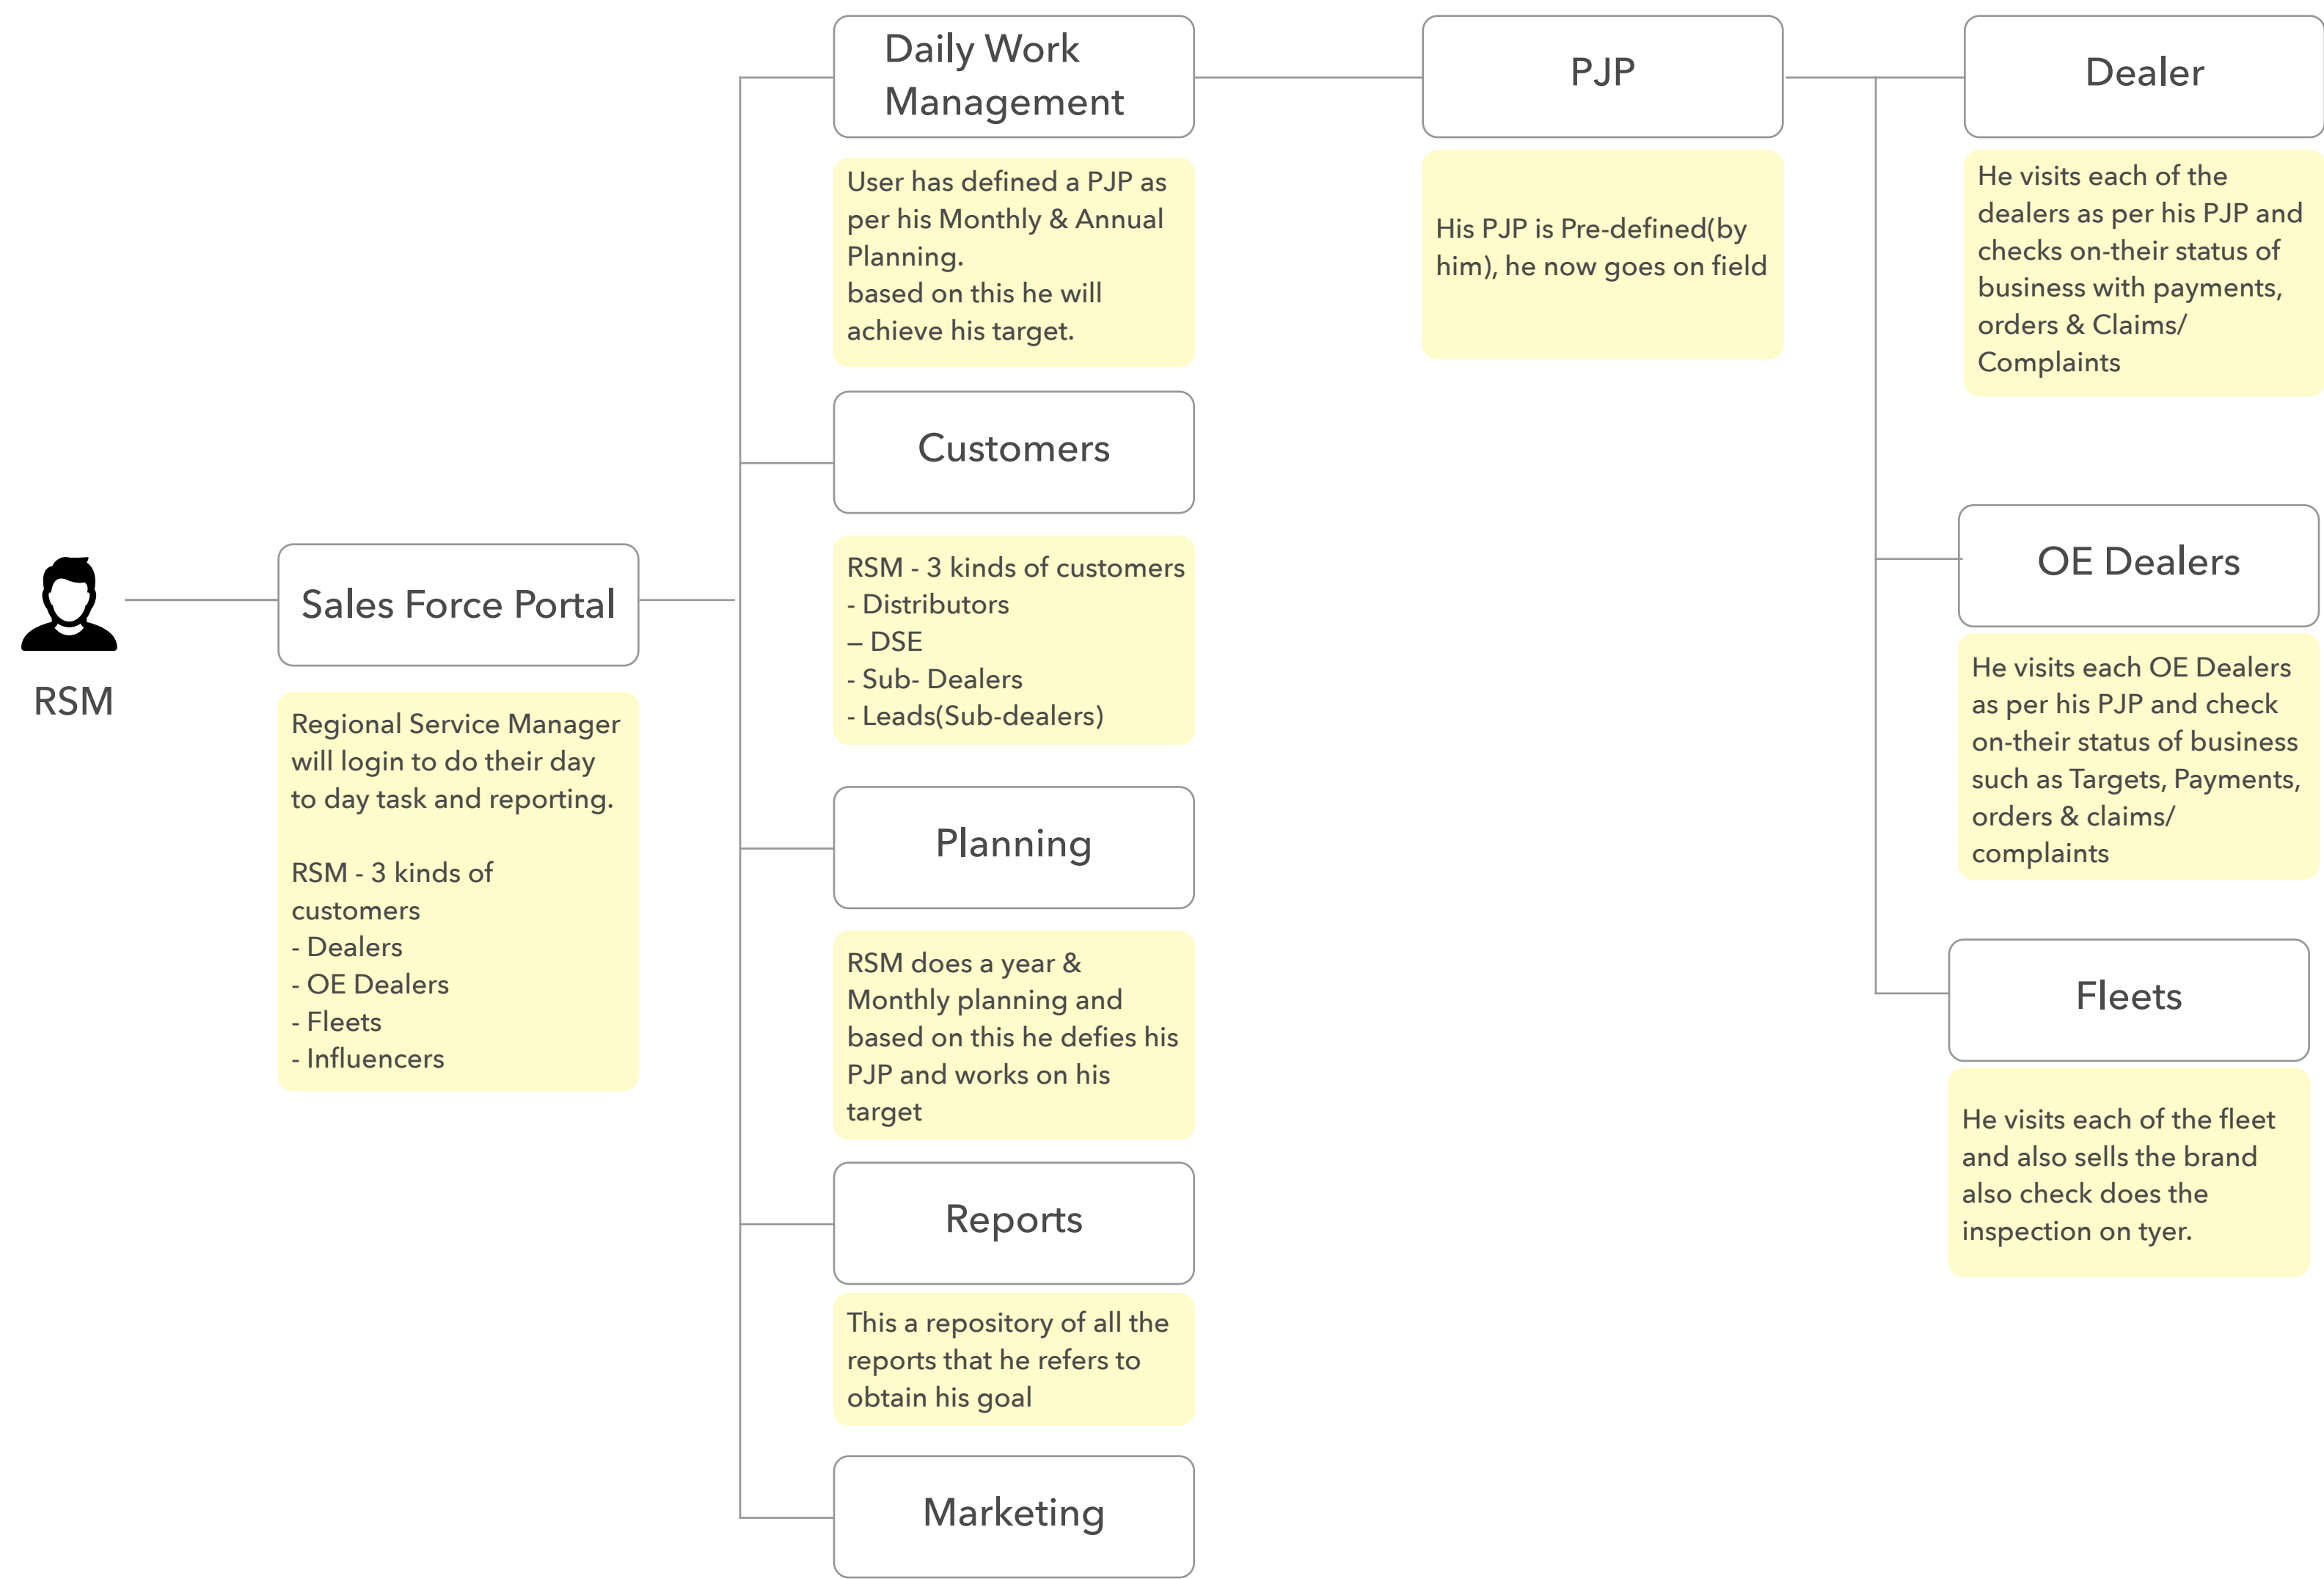 RSM
Sales Force Portal
Regional Service Manager
will login to do their day
to day task and reporting.
RSM - 3 kinds of
customers
- Dealers
- OE Dealers
- Fleets
- Influencers
Daily Work
Management
User has defined a PJP as
per his Monthly & Annual
Planning.
based on this he will
achieve his target.
Customers
RSM - 3 kinds of customers
- Distributors
– DSE
- Sub- Dealers
- Leads(Sub-dealers)
Planning
RSM does a year &
Monthly planning and
based on this he defies his
PJP and works on his
target
Reports
This a repository of all the
reports that he refers to
obtain his goal
Marketing
PJP
His PJP is Pre-defined(by
him), he now goes on field
Dealer
He visits each of the
dealers as per his PJP and
checks on-their status of
business with payments,
orders & Claims/
Complaints
OE Dealers
He visits each OE Dealers
as per his PJP and check
on-their status of business
such as Targets, Payments,
orders & claims/
complaints
Fleets
He visits each of the fleet
and also sells the brand
also check does the
inspection on tyer.